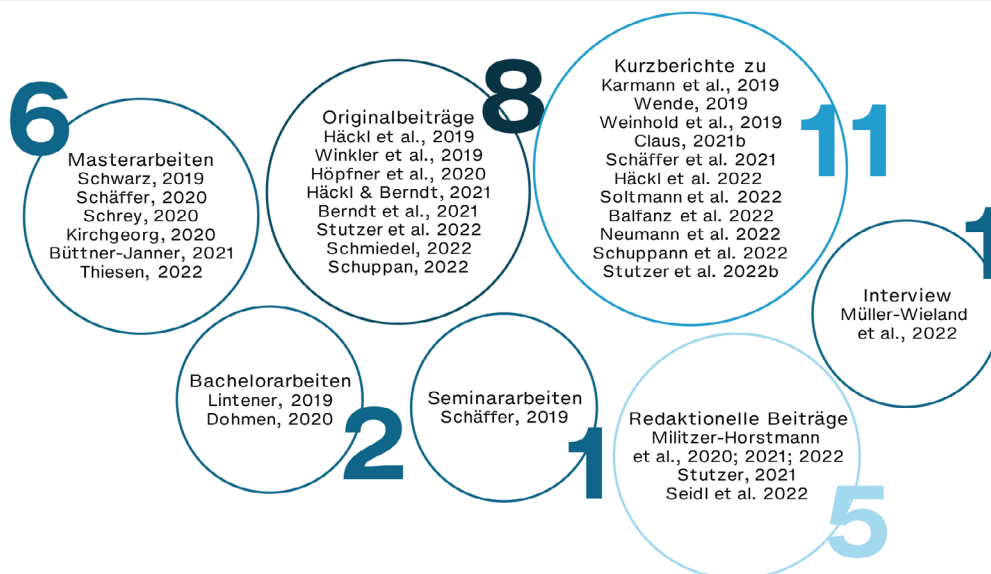 6
Masterarbeiten
Schwarz, 2019
Schäffer, 2020
Schrey, 2020
Kirchgeorg, 2020
Büttner-Janner, 2021
Thiesen, 2022
8
Originalbeiträge
Häckl et al., 2019
Winkler et al., 2019
Höpfner et al., 2020
Häckl & Berndt, 2021
Berndt et al., 2021
Stutzer et al. 2022
Schmiedel, 2022
Schuppan, 2022
11
Kurzberichte zu
Karmann et al., 2019
Wende, 2019
Weinhold et al., 2019
Claus, 2021b
Schäffer et al. 2021
Häckl et al. 2022
Soltmann et al. 2022
Balfanz et al. 2022
Neumann et al. 2022
Schuppann et al. 2022
Stutzer et al. 2022b
1
Interview
Müller-Wieland
et al., 2022
Bachelorarbeiten
Lintener, 2019
Dohmen, 2020
2
Seminararbeiten
Schäffer, 2019
1
Redaktionelle Beiträge
Militzer-Horstmann
et al., 2020; 2021; 2022
Stutzer, 2021
Seidl et al. 2022
5